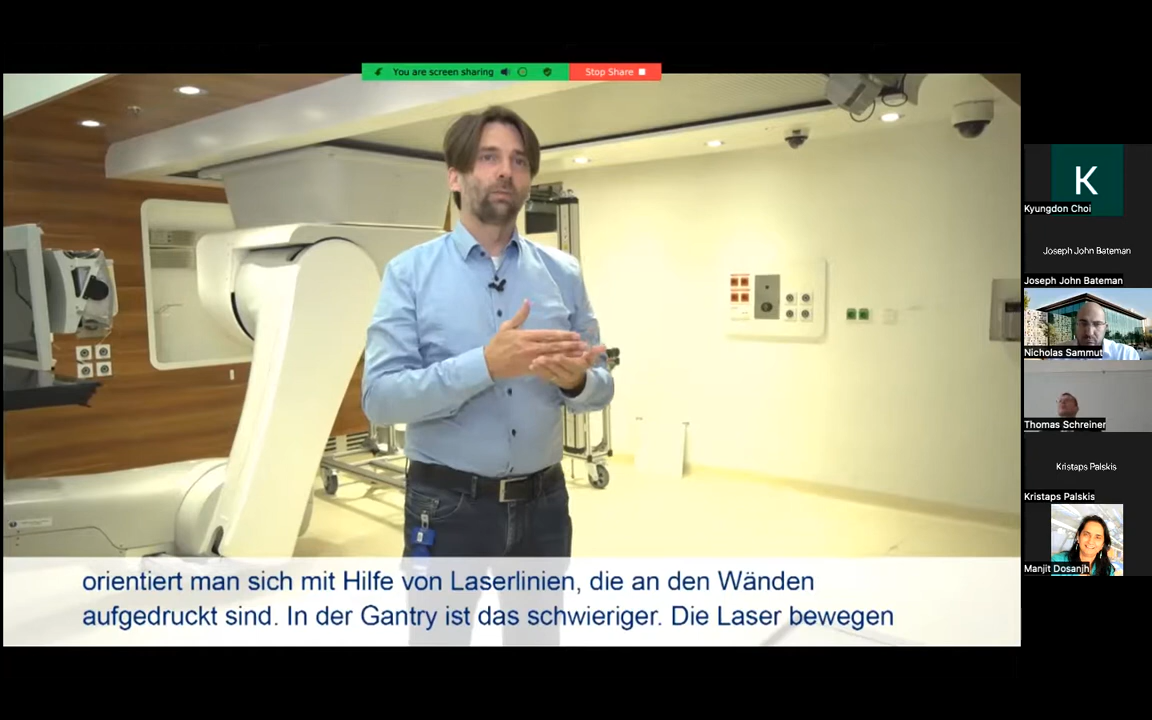 You are screen sharing
Stop Share
K
Kyungdon Choi
Joseph John Bateman
Joseph John Bateman
Nicholas Sammut
Thomas Schreiner
Kristaps Palskis
Kristaps Palskis
Manjit Dosanjh
orientiert man sich mit Hilfe von Laserlinien, die an den Wänden
aufgedruckt sind. In der Gantry ist das schwieriger. Die Laser bewegen